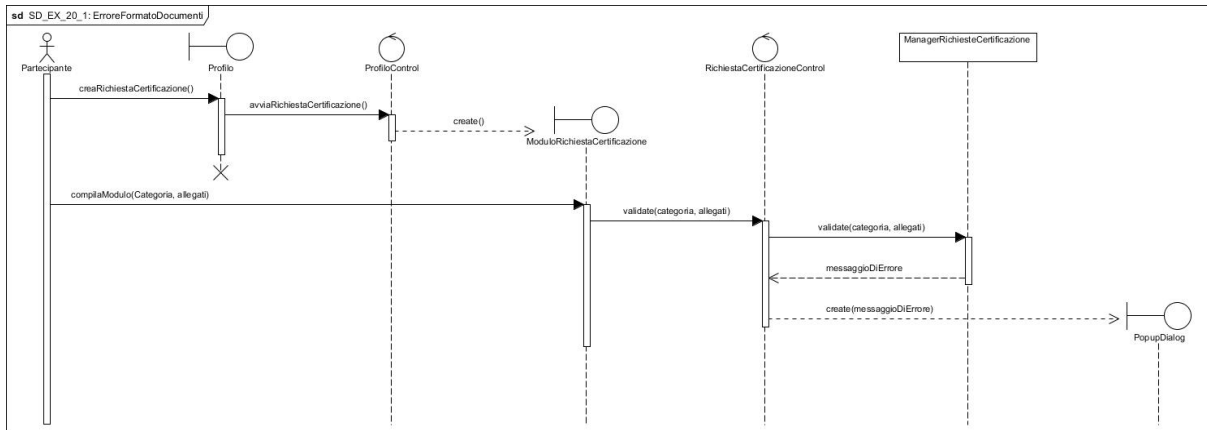 sd SD_EX_20_1: ErroreFormatoDocumenti
Partecipante
Profilo
ProfiloControl
RichiestaCertificazioneControl
ManagerRichiesteCertificazione
creaRichiestaCertificazione()
avviaRichiestaCertificazione()
create()
ModuloRichiestaCertificazione
compilaModulo(Categoria, allegati)
validate(categoria, allegati)
validate(categoria, allegati)
messaggioDiErrore
create(messaggioDiErrore)
PopupDialog